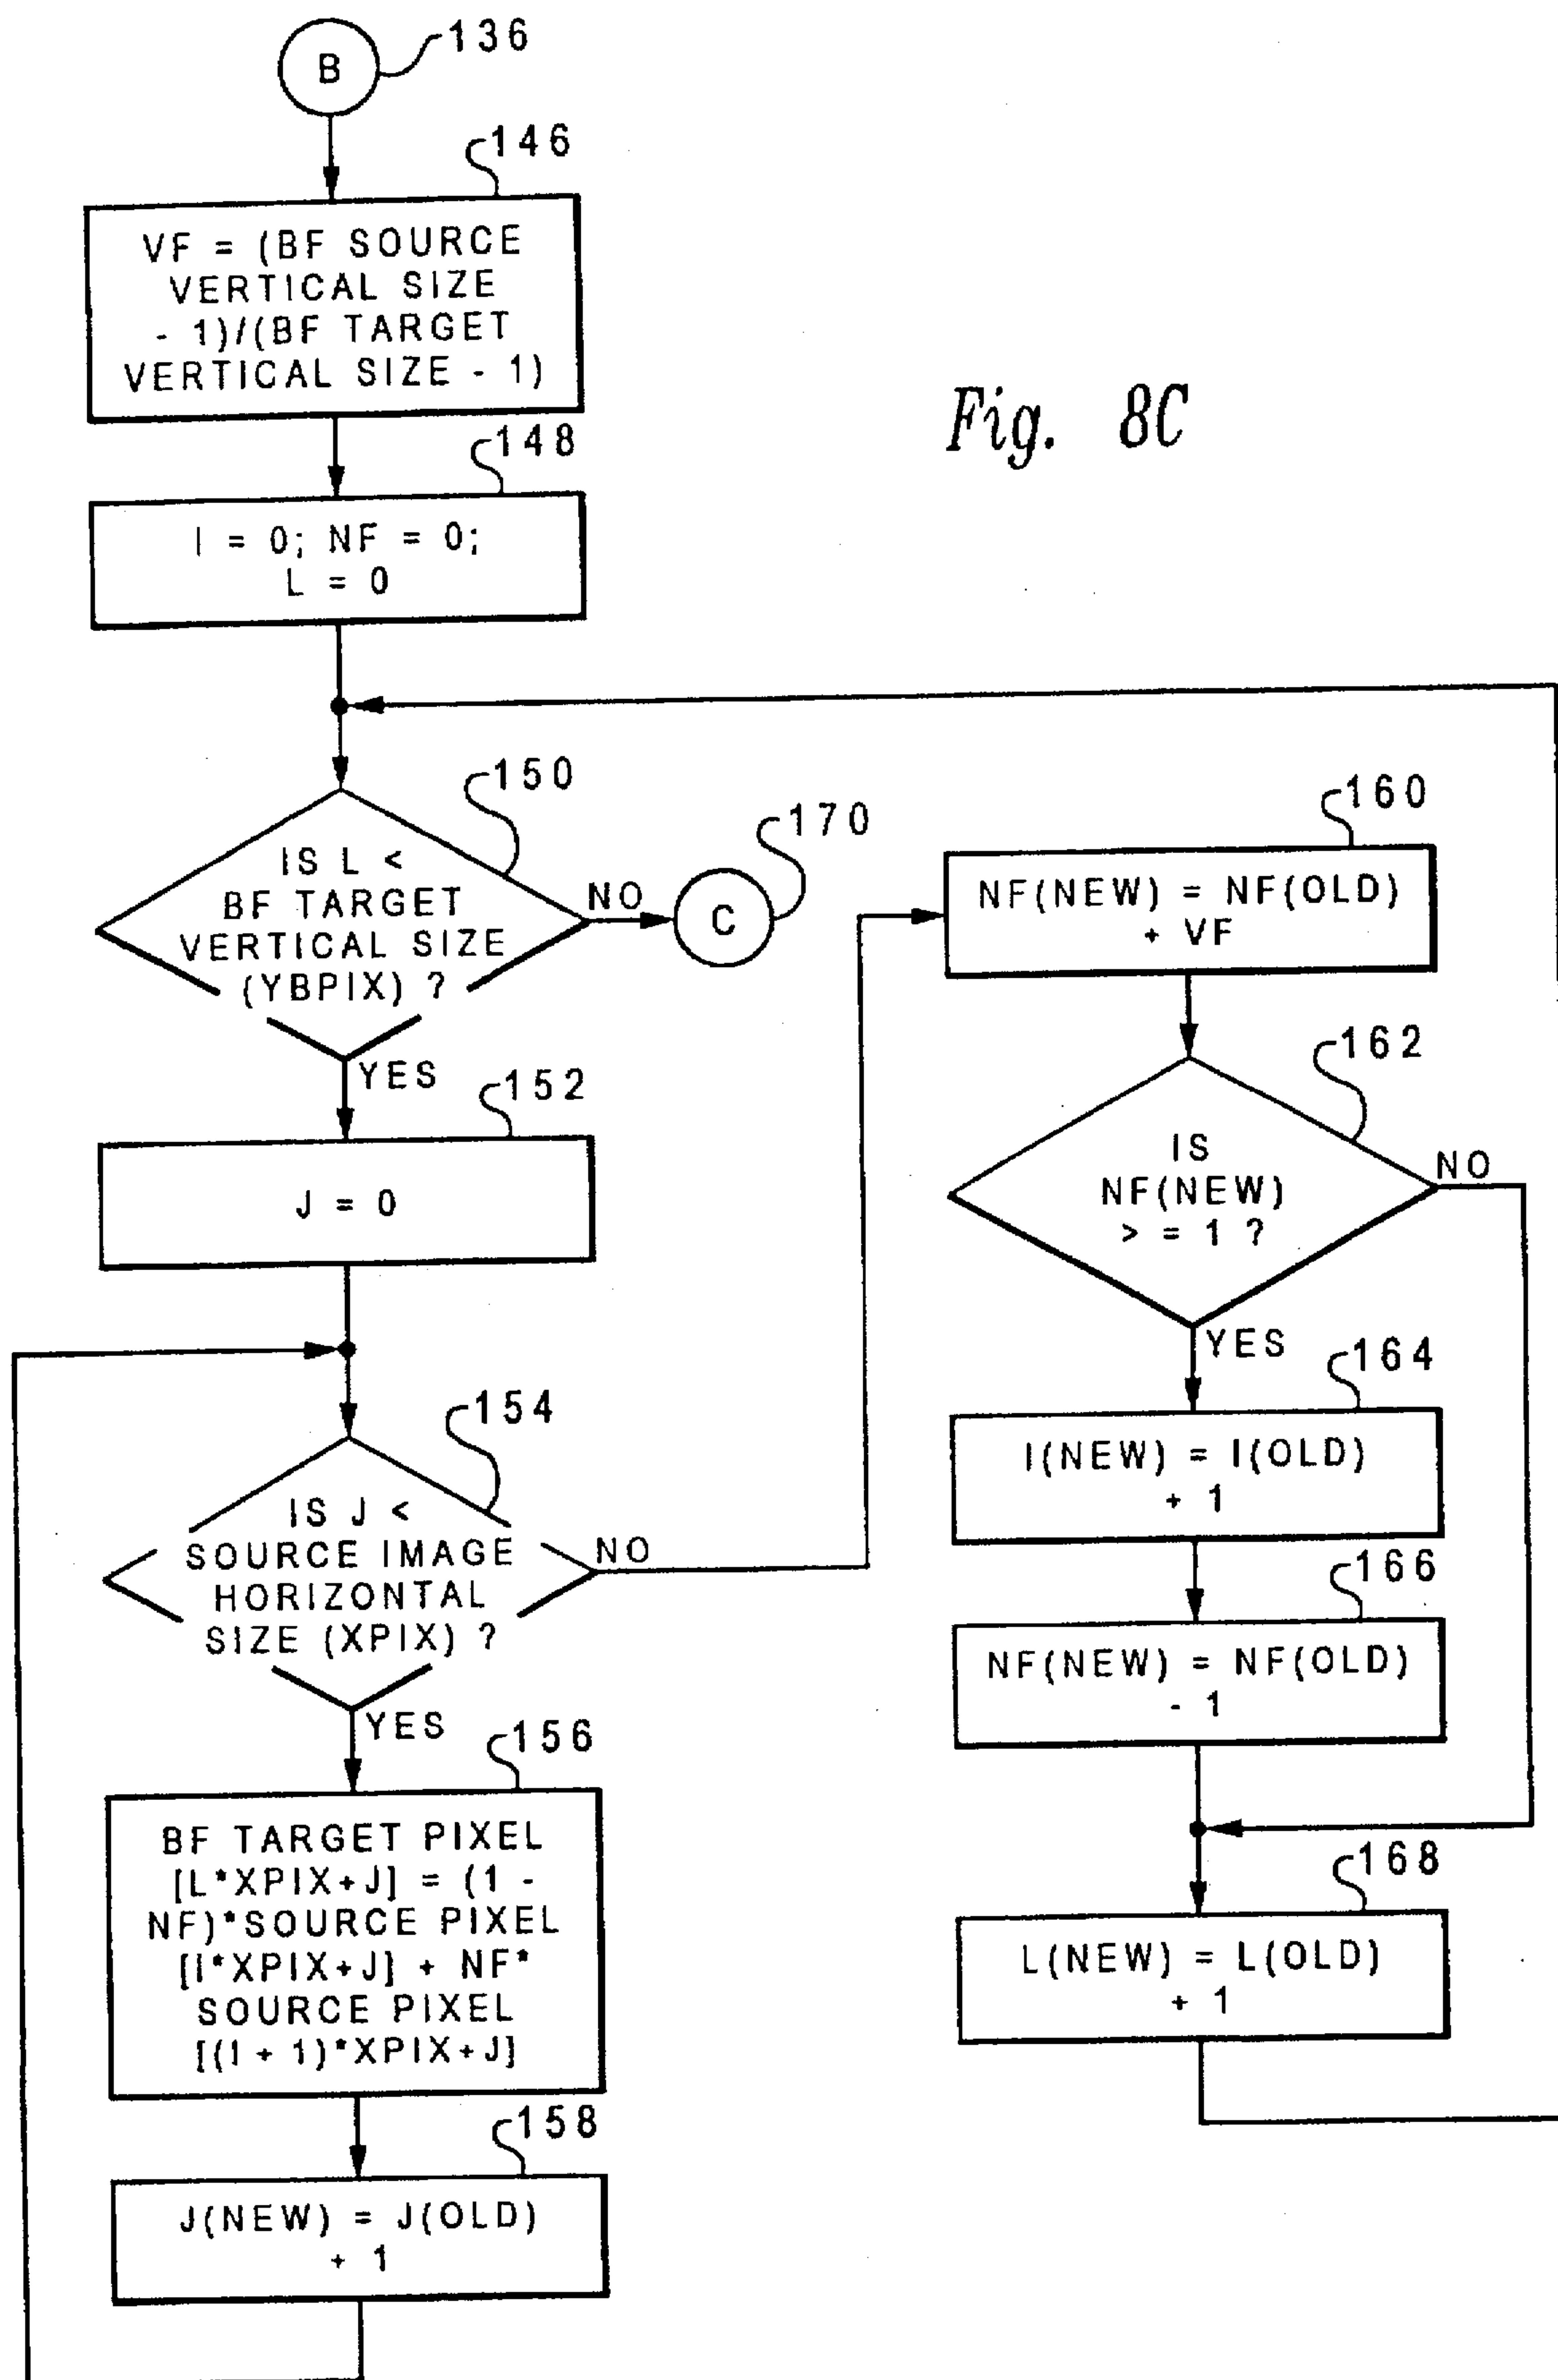 B
136
146
VF = (BF SOURCE
VERTICAL SIZE
- 1)/(BF TARGET
VERTICAL SIZE - 1)
148
I = 0; NF = 0;
L = 0
Fig. 8C
150
IS L <
BF TARGET
VERTICAL SIZE
(YBPIX) ?
NO
C
170
YES
152
J = 0
154
IS J <
SOURCE IMAGE
HORIZONTAL
SIZE (XPIX) ?
NO
YES
156
BF TARGET PIXEL
[L*XPIX+J] = (1 -
NF)*SOURCE PIXEL
[I*XPIX+J] + NF*
SOURCE PIXEL
[(I + 1)*XPIX+J]
158
J(NEW) = J(OLD)
+ 1
160
NF(NEW) = NF(OLD)
+ VF
162
IS
NF(NEW)
> = 1 ?
NO
YES
164
I(NEW) = I(OLD)
+ 1
166
NF(NEW) = NF(OLD)
- 1
168
L(NEW) = L(OLD)
+ 1